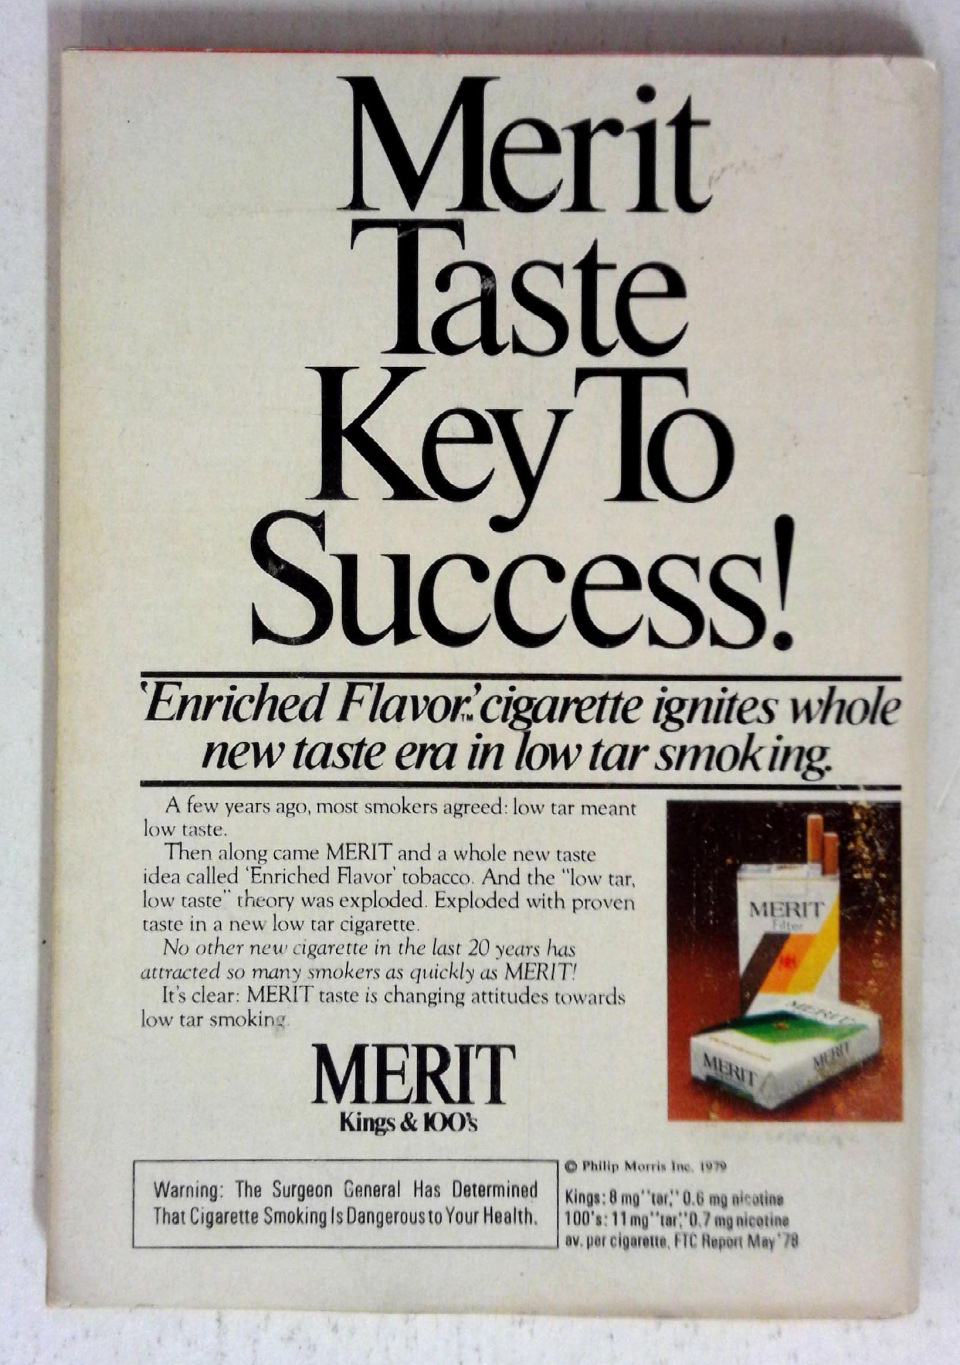 Merit
Taste
Key To
Success!
'Enriched Flavor.'™ cigarette ignites whole
new taste era in low tar smoking.
A few years ago, most smokers agreed: low tar meant
low taste.
Then along came MERIT and a whole new taste
idea called 'Enriched Flavor' tobacco. And the "low tar,
low taste" theory was exploded. Exploded with proven
taste in a new low tar cigarette.
No other new cigarette in the last 20 years has
attracted so many smokers as quickly as MERIT!
It's clear: MERIT taste is changing attitudes towards
low tar smoking.
MERIT
Filter
MERIT
MERIT
MERIT
MERIT
Kings & 100's
Warning: The Surgeon General Has Determined
That Cigarette Smoking Is Dangerous to Your Health.
© Philip Morris Inc. 1979
Kings: 8 mg "tar," 0.6 mg nicotine
100's: 11 mg "tar," 0.7 mg nicotine
av. per cigarette, FTC Report May '78